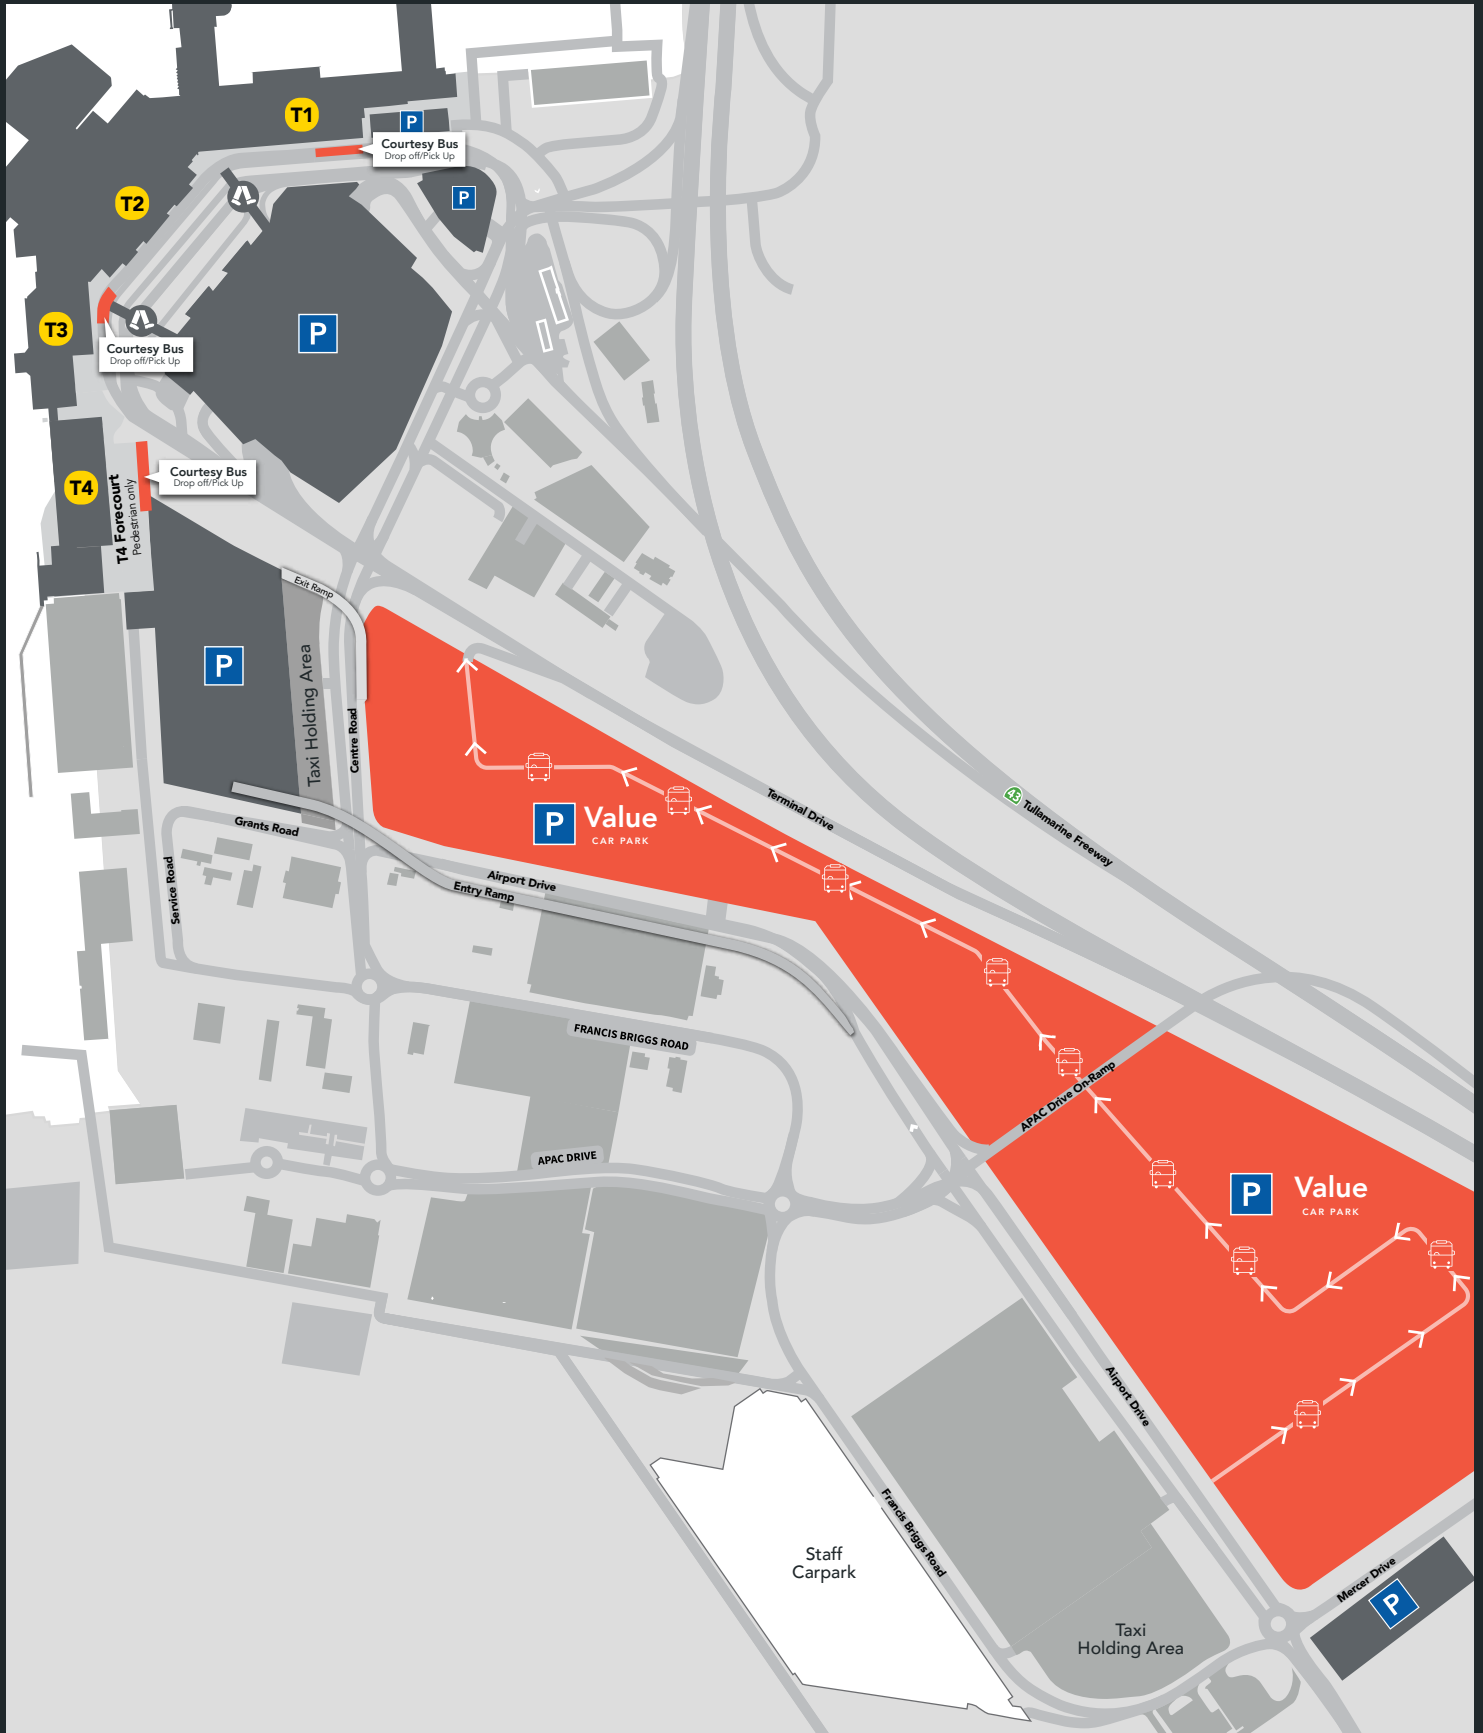 T1
P
Courtesy Bus
Drop off/Pick Up
P
T2
T3
P
Courtesy Bus
Drop off/Pick Up
T4
T4 Forecourt
Pedestrian only
Courtesy Bus
Drop off/Pick Up
Exit Ramp
P
Taxi Holding Area
Centre Road
P
Value
CAR PARK
Terminal Drive
43
Tullamarine Freeway
Grants Road
Service Road
Airport Drive
Entry Ramp
FRANCIS BRIGGS ROAD
APAC Drive On-Ramp
APAC DRIVE
P
Value
CAR PARK
Airport Drive
Francis Briggs Road
Staff
Carpark
Taxi
Holding Area
Mercer Drive
P